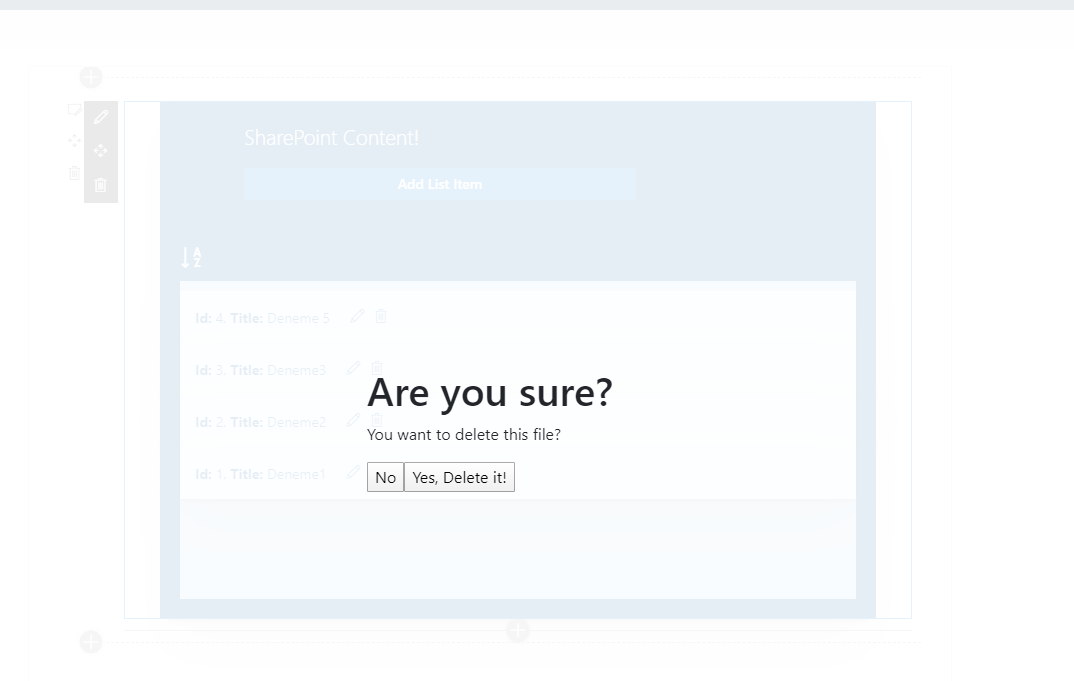 SharePoint Content!
Add List Item
A
Z
Id: 4, Title: Deneme 5
Id: 3, Title: Deneme3
Id: 2, Title: Deneme2
Id: 1, Title: Deneme1
Are you sure?
You want to delete this file?
No Yes, Delete it!